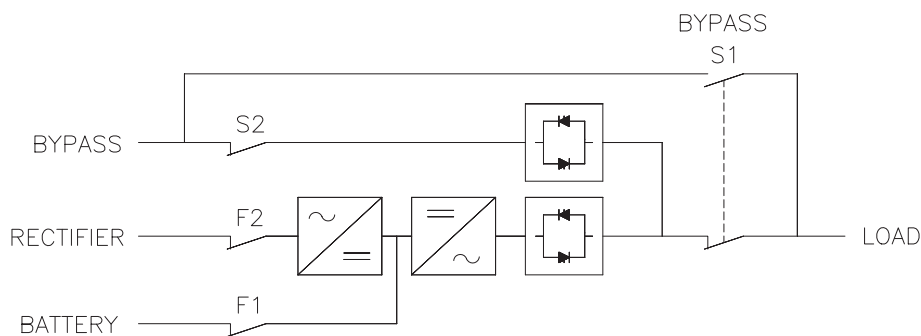 BYPASS
S1
S2
BYPASS
F2
RECTIFIER
LOAD
F1
BATTERY